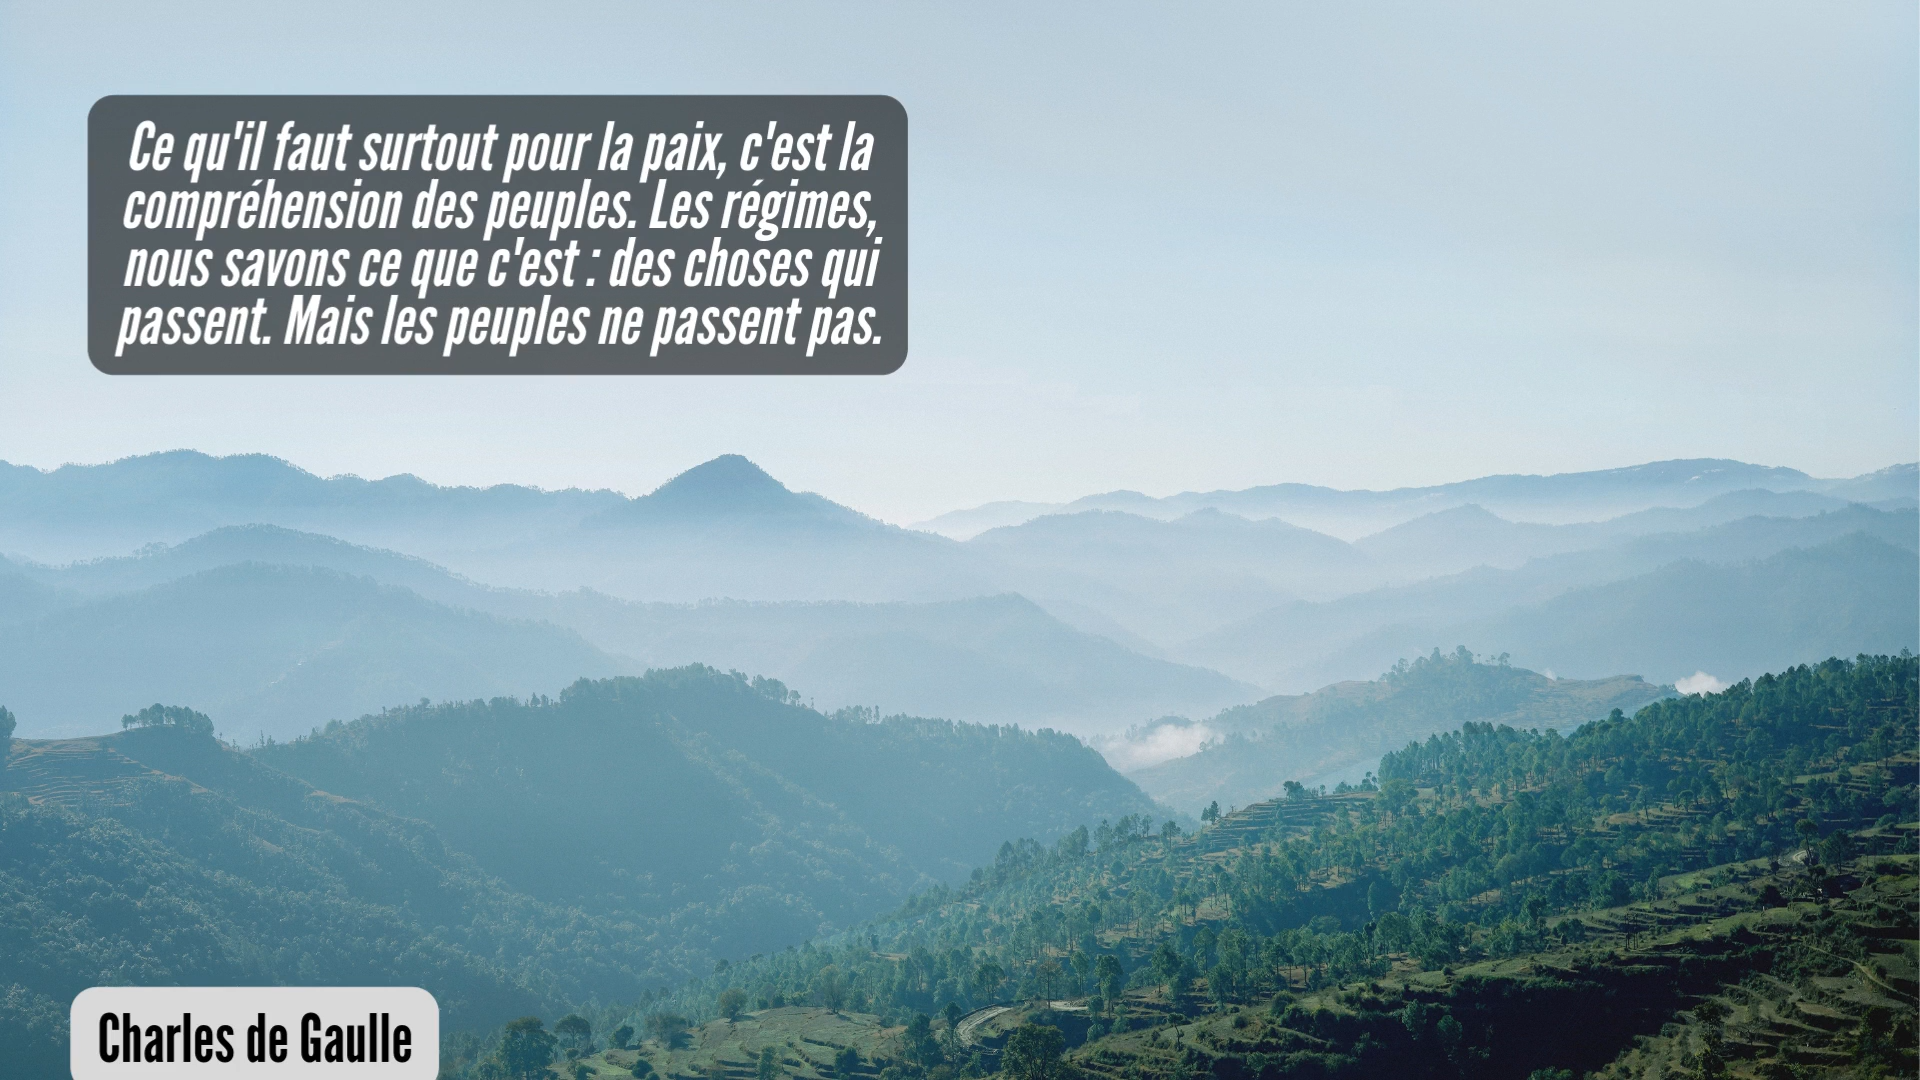 Ce qu'il faut surtout pour la paix, c'est la
compréhension des peuples. Les régimes,
nous savons ce que c'est : des choses qui
passent. Mais les peuples ne passent pas.
Charles de Gaulle